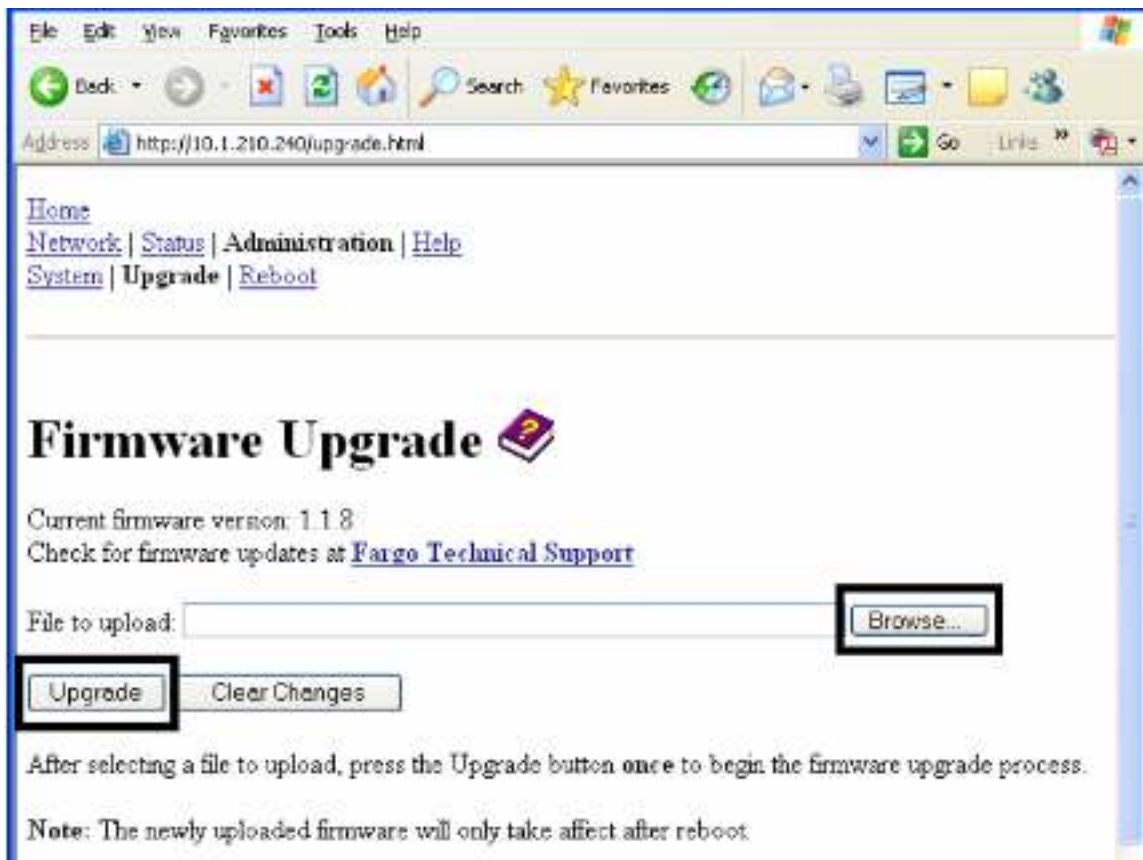 File Edit View Favorites Tools Help
Back Search Favorites
Address http://10.1.210.240/upgrade.html Go Links »
Home
Network | Status | Administration | Help
System | Upgrade | Reboot
Firmware Upgrade ?
Current firmware version: 1.1.8
Check for firmware updates at Fargo Technical Support
File to upload: Browse...
Upgrade Clear Changes
After selecting a file to upload, press the Upgrade button once to begin the firmware upgrade process.
Note: The newly uploaded firmware will only take affect after reboot